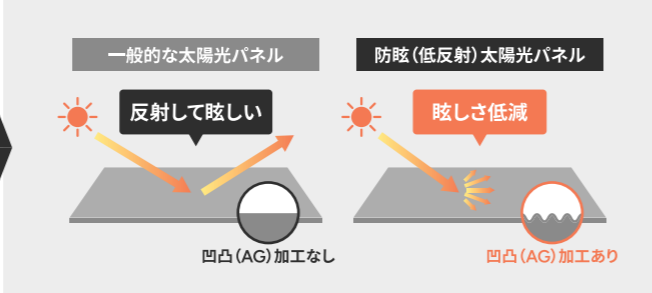 一般的な太陽光パネル
反射して眩しい
凹凸(AG)加工なし
防眩(低反射)太陽光パネル
眩しさ低減
凹凸(AG)加工あり